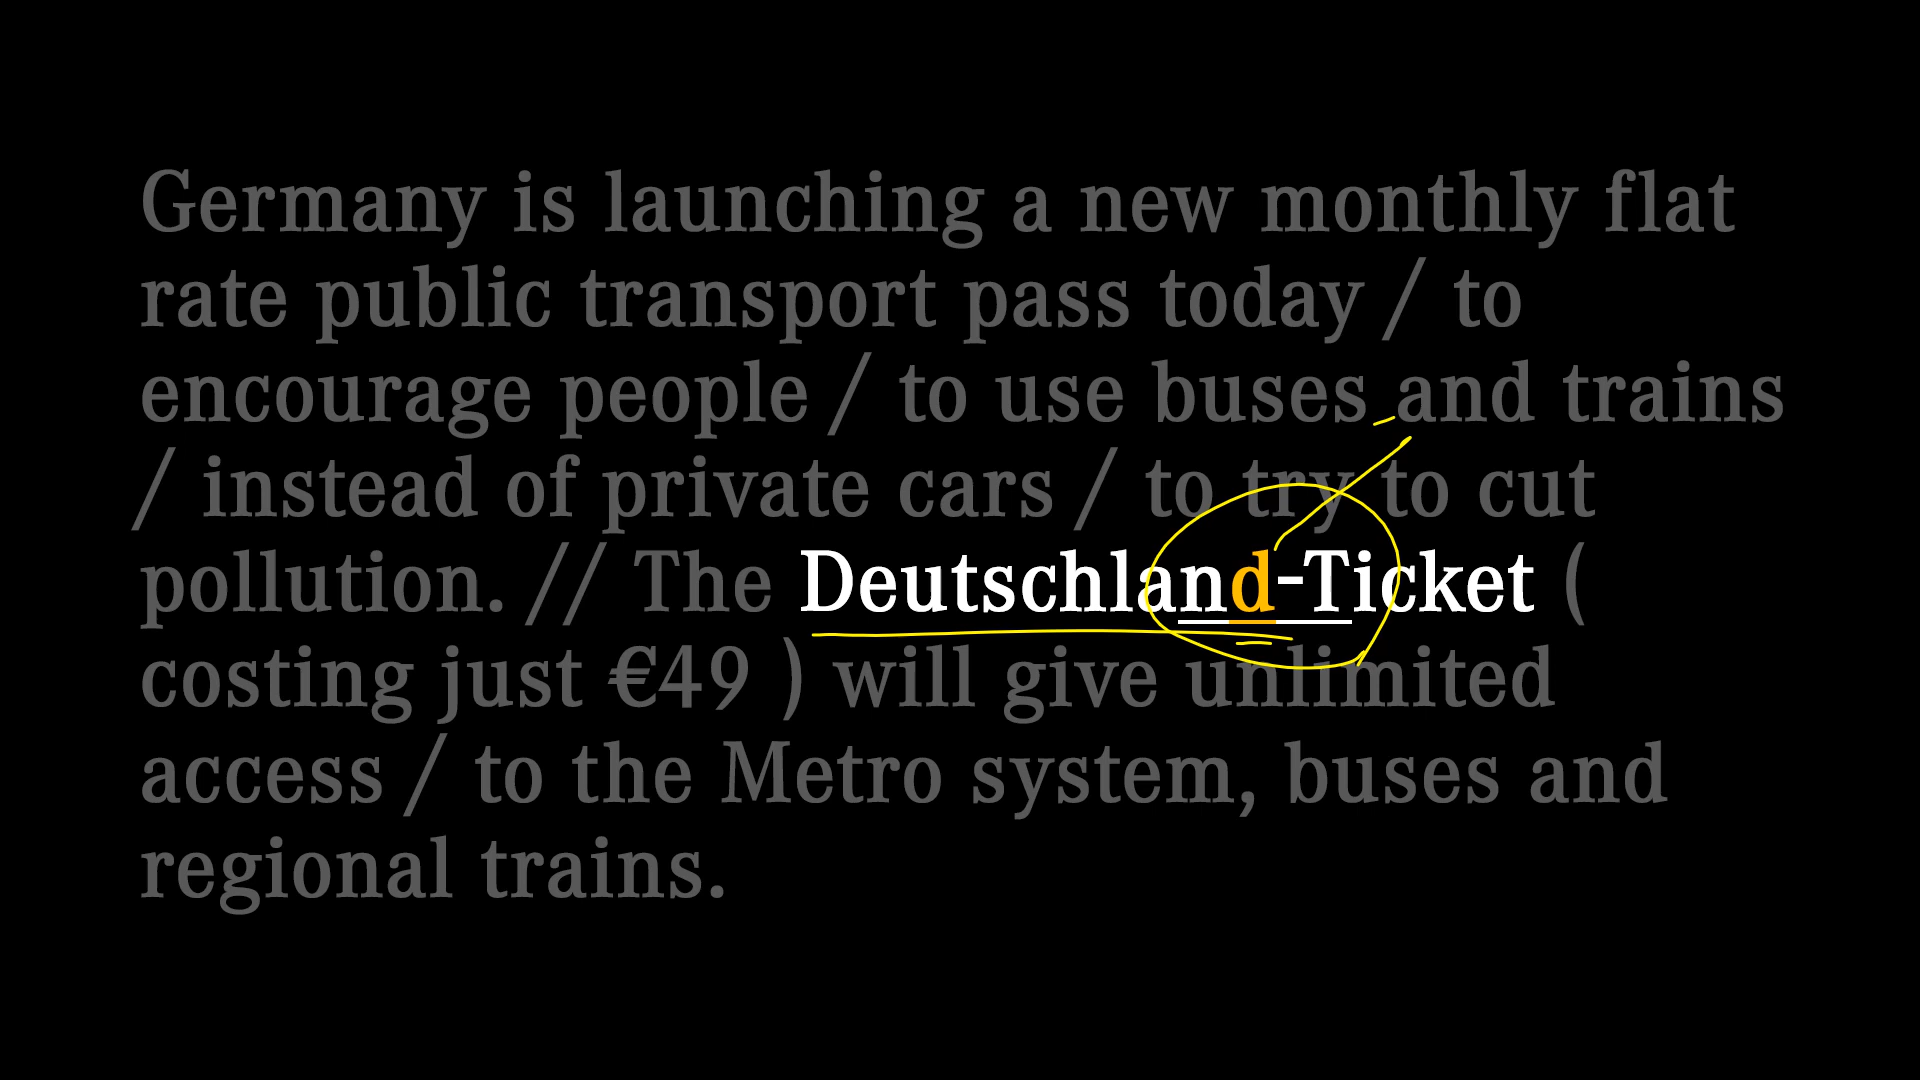 Germany is launching a new monthly flat
rate public transport pass today / to
encourage people / to use buses and trains
/ instead of private cars / to try to cut
pollution. // The Deutschland-Ticket (
costing just €49 ) will give unlimited
access / to the Metro system, buses and
regional trains.